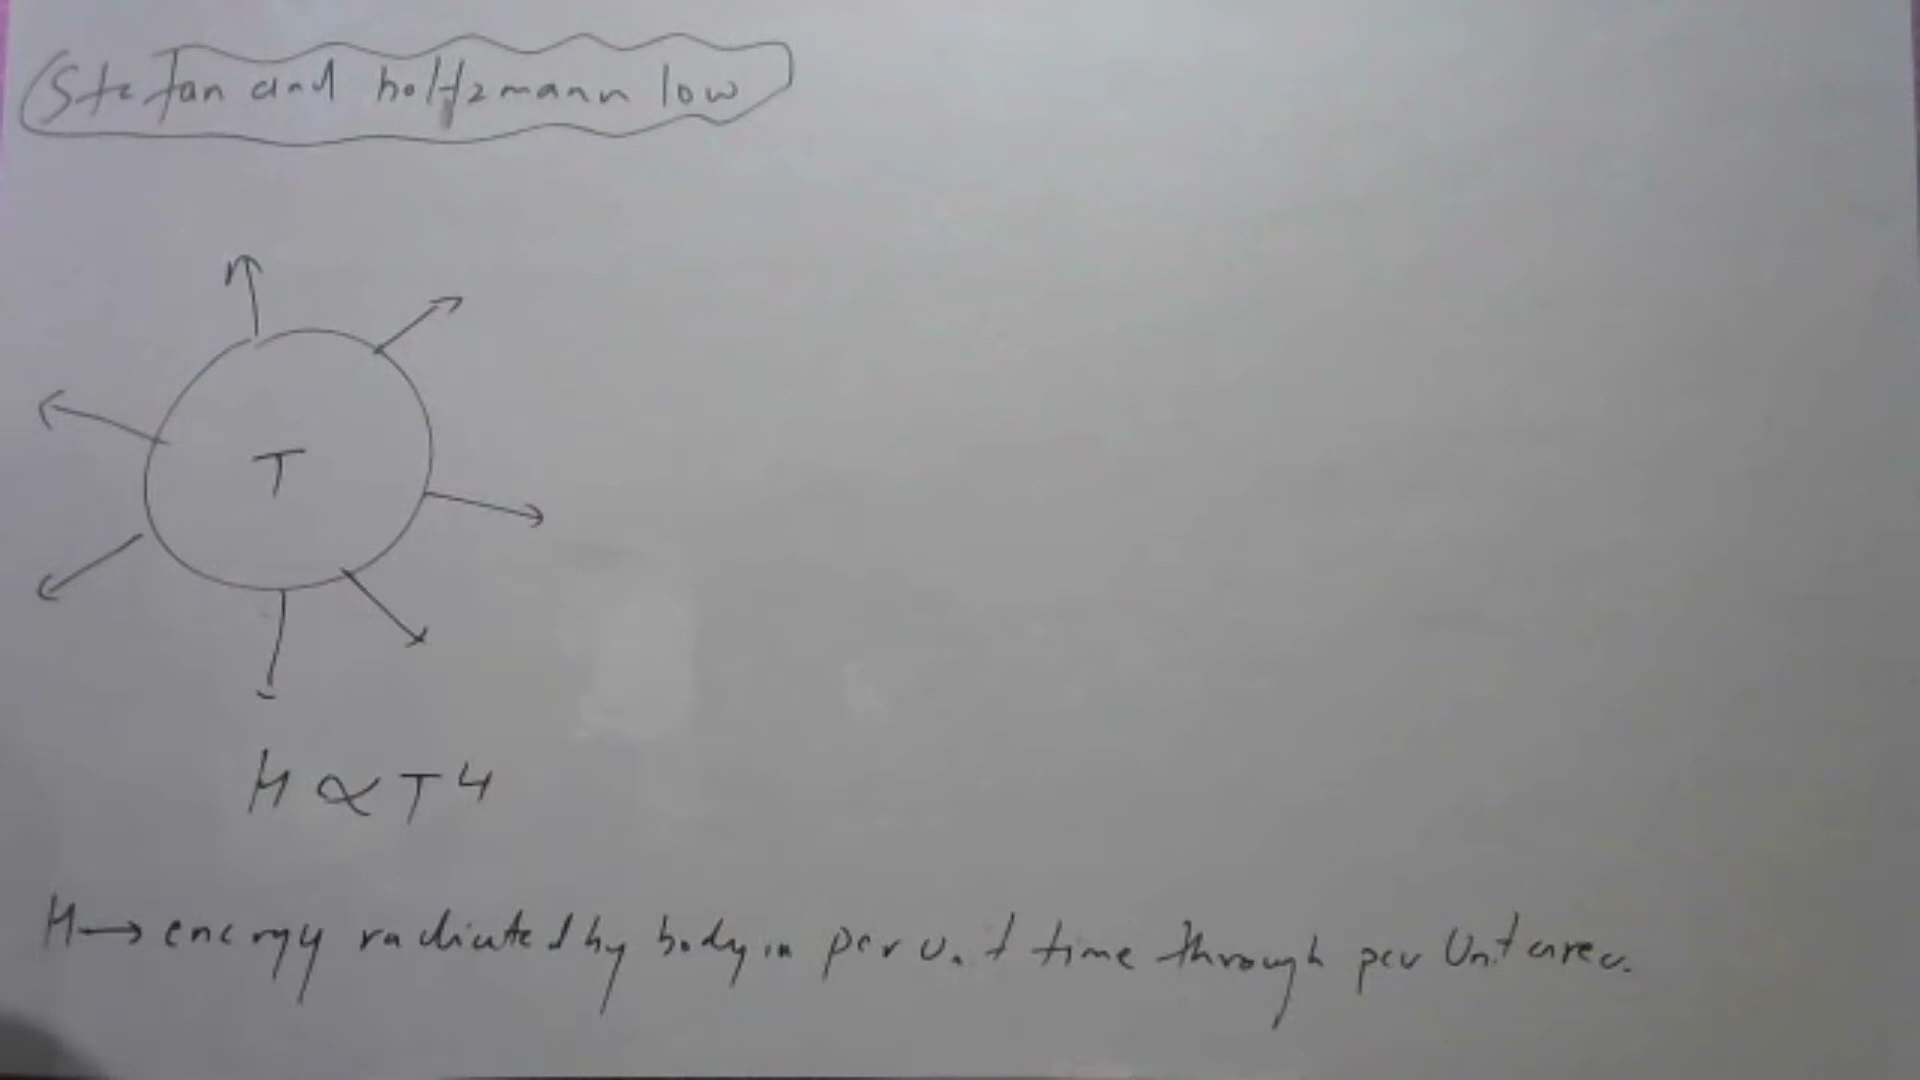 Stefan and boltzmann low
T
H ∝ T4
H → energy radiated by body in per unit time through per Unit area.